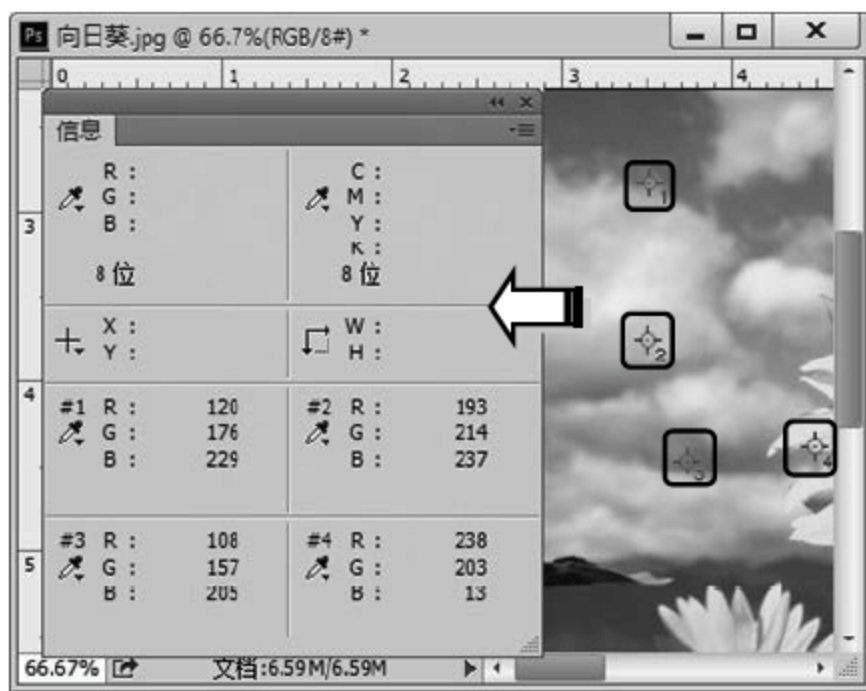 Ps 向日葵.jpg @ 66.7%(RGB/8#) *
0 1 2 3 4
信息
R : C :
G : M :
B : Y :
K :
8 位 8 位
3
X : W :
Y : H :
4
#1 R : 120 #2 R : 193
G : 176 G : 214
B : 229 B : 237
#3 R : 108 #4 R : 238
G : 157 G : 203
B : 205 B : 13
5
1
2
3
4
66.67% 文档:6.59M/6.59M